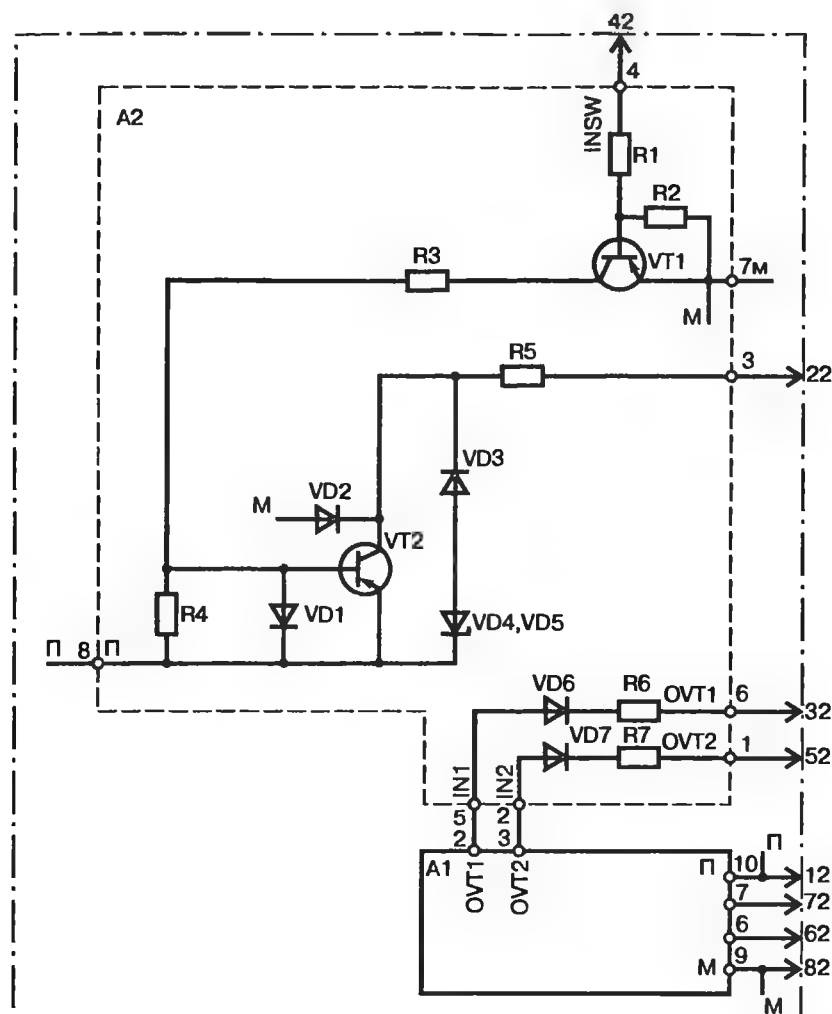 42
4
A2
INSW
R1
R2
R3
VT1
7м
М
R5
3
22
VD3
VD2
М
VT2
R4
VD1
VD4,VD5
П
8
П
VD6
R6
OVT1
6
32
VD7
R7
OVT2
1
52
IN1
IN2
5
2
2
3
A1
OVT1
OVT2
П
П
10
12
7
72
6
62
М
9
82
М